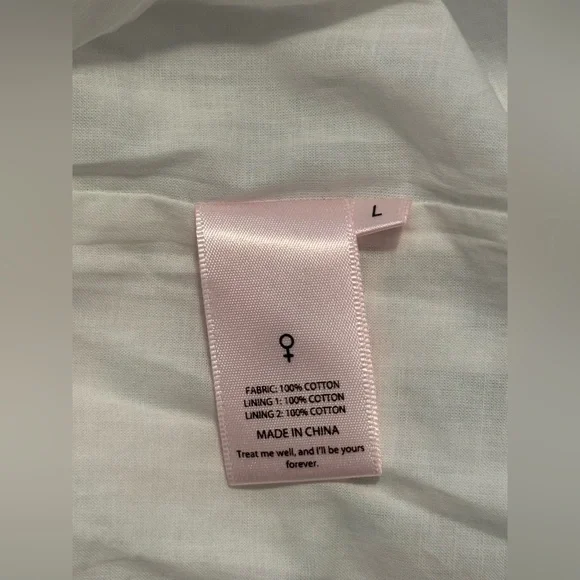 L
FABRIC: 100% COTTON
LINING 1: 100% COTTON
LINING 2: 100% COTTON
MADE IN CHINA
Treat me well, and i'll be yours
forever.